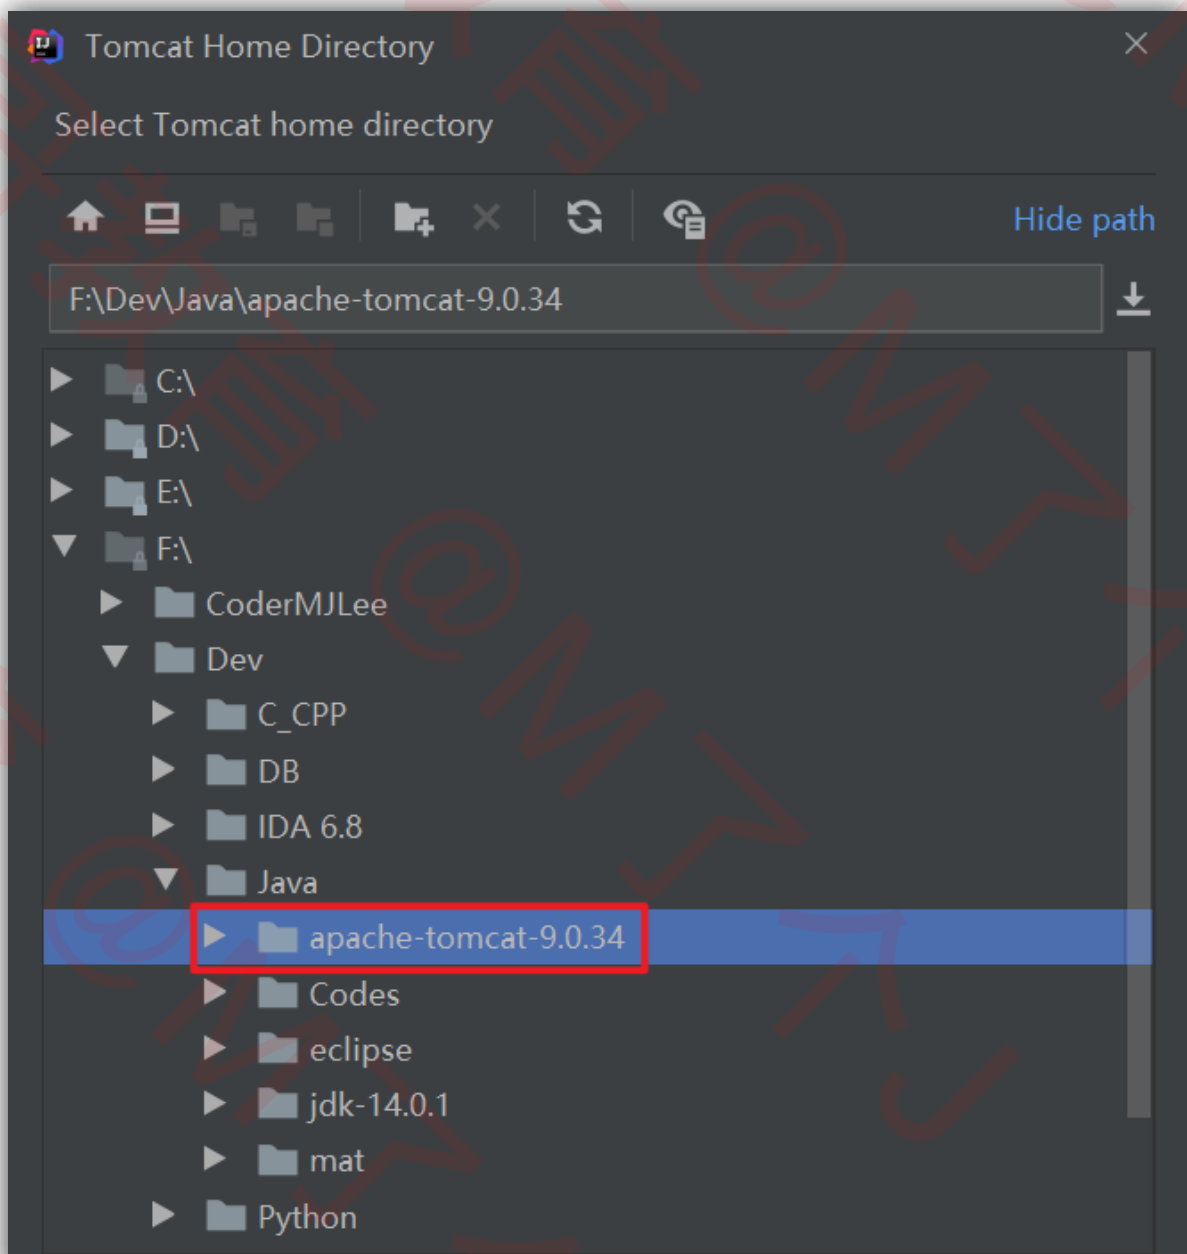 Tomcat Home Directory
Select Tomcat home directory
Hide path
F:\Dev\Java\apache-tomcat-9.0.34
C:\
D:\
E:\
F:\
CoderMJLee
Dev
C_CPP
DB
IDA 6.8
Java
apache-tomcat-9.0.34
Codes
eclipse
jdk-14.0.1
mat
Python